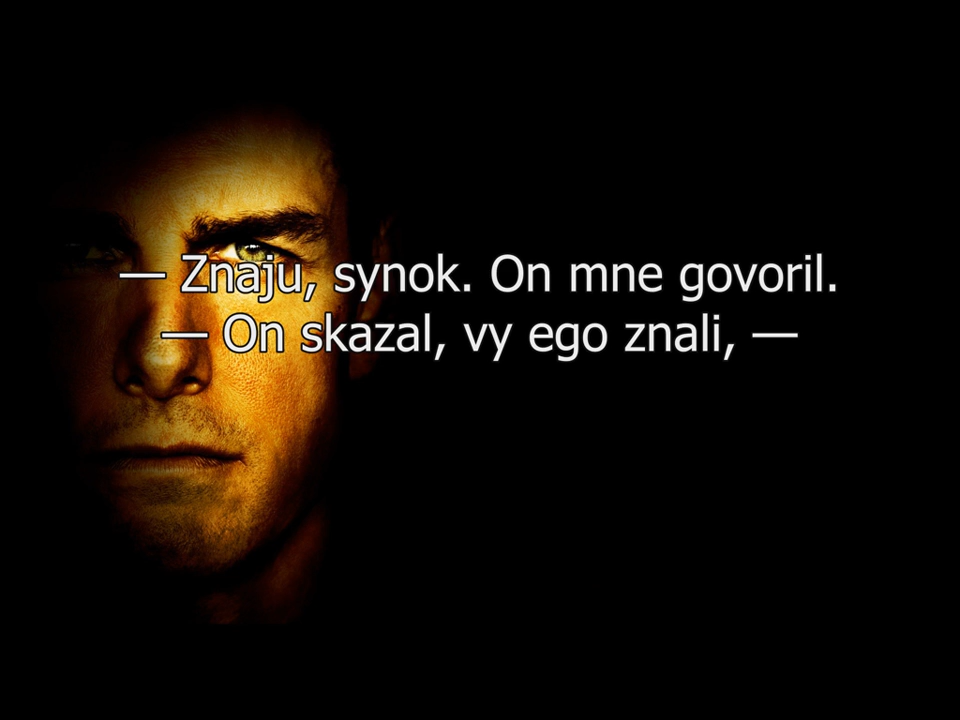 — Znaju, synok. On mne govoril.
— On skazal, vy ego znali, —